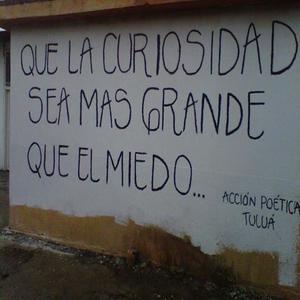 QUE LA CURIOSIDAD
SEA MAS GRANDE
QUE EL MIEDO...
ACCIÓN POÉTICA
TULUÁ